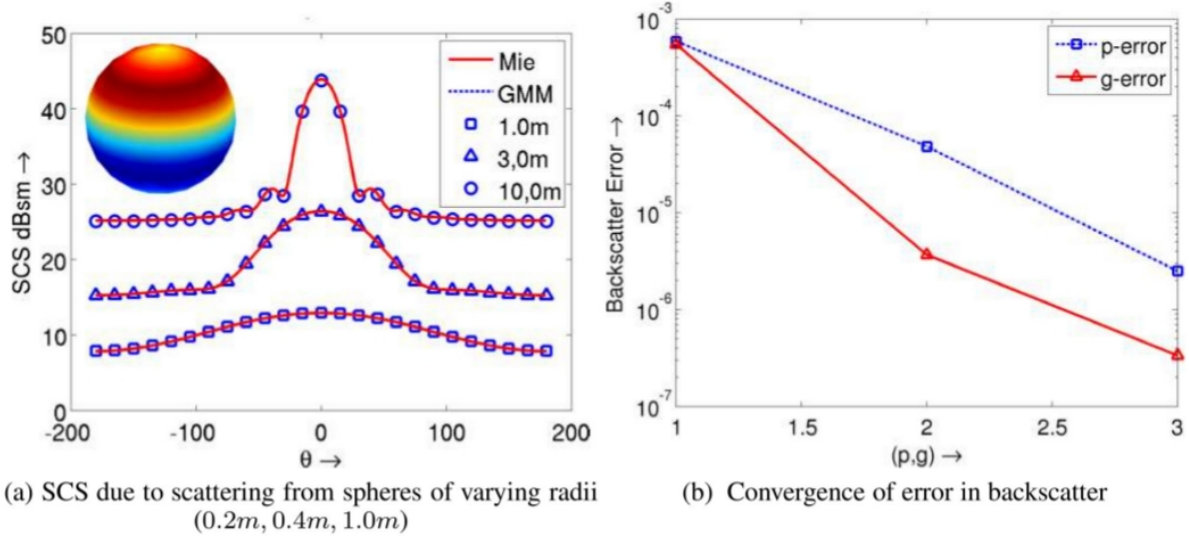 50
40
30
20
10
0
-200
-100
0
100
200
SCS dBsm →
θ →
Mie
GMM
1.0m
3,0m
10,0m
(a) SCS due to scattering from spheres of varying radii
(0.2m, 0.4m, 1.0m)
10^-3
10^-4
10^-5
10^-6
10^-7
1
1.5
2
2.5
3
Backscatter Error →
(p,g) →
p-error
g-error
(b) Convergence of error in backscatter